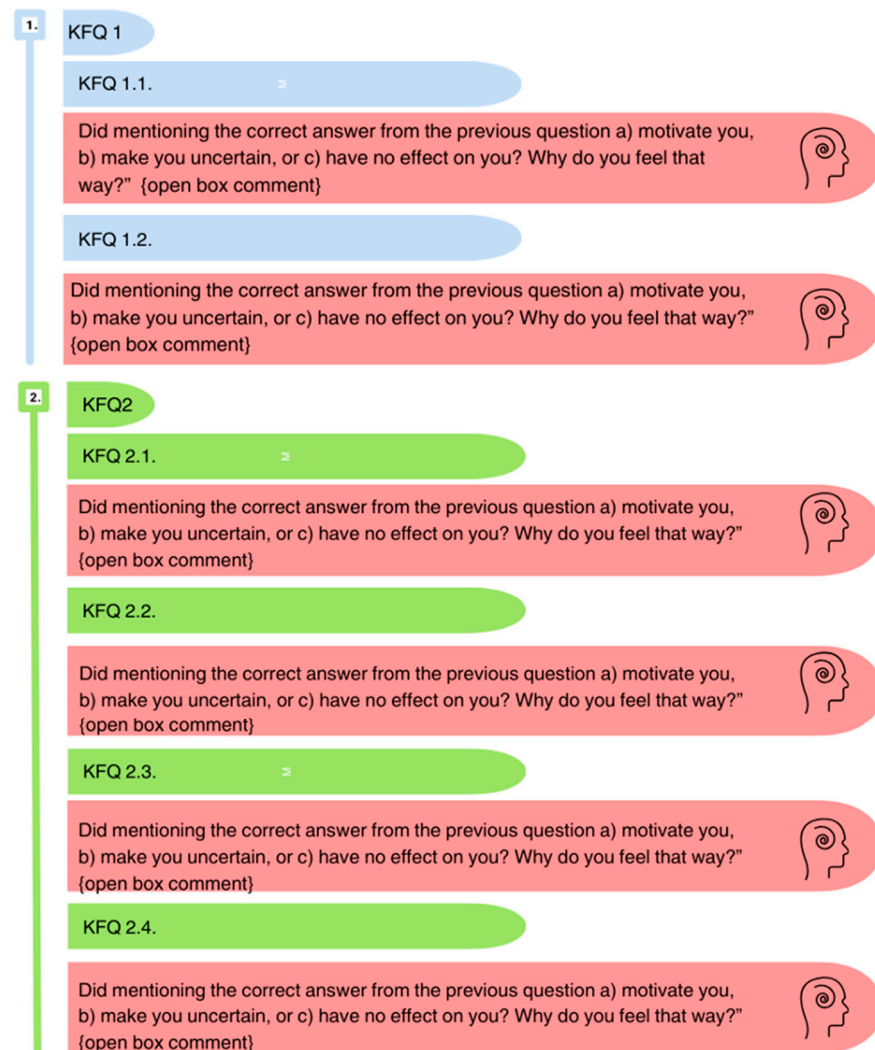 1.
KFQ 1
KFQ 1.1.
M
Did mentioning the correct answer from the previous question a) motivate you,
b) make you uncertain, or c) have no effect on you? Why do you feel that
way?” {open box comment}
KFQ 1.2.
Did mentioning the correct answer from the previous question a) motivate you,
b) make you uncertain, or c) have no effect on you? Why do you feel that way?”
{open box comment}
2.
KFQ2
KFQ 2.1.
M
Did mentioning the correct answer from the previous question a) motivate you,
b) make you uncertain, or c) have no effect on you? Why do you feel that way?”
{open box comment}
KFQ 2.2.
Did mentioning the correct answer from the previous question a) motivate you,
b) make you uncertain, or c) have no effect on you? Why do you feel that way?”
{open box comment}
KFQ 2.3.
M
Did mentioning the correct answer from the previous question a) motivate you,
b) make you uncertain, or c) have no effect on you? Why do you feel that way?”
{open box comment}
KFQ 2.4.
Did mentioning the correct answer from the previous question a) motivate you,
b) make you uncertain, or c) have no effect on you? Why do you feel that way?”
{open box comment}